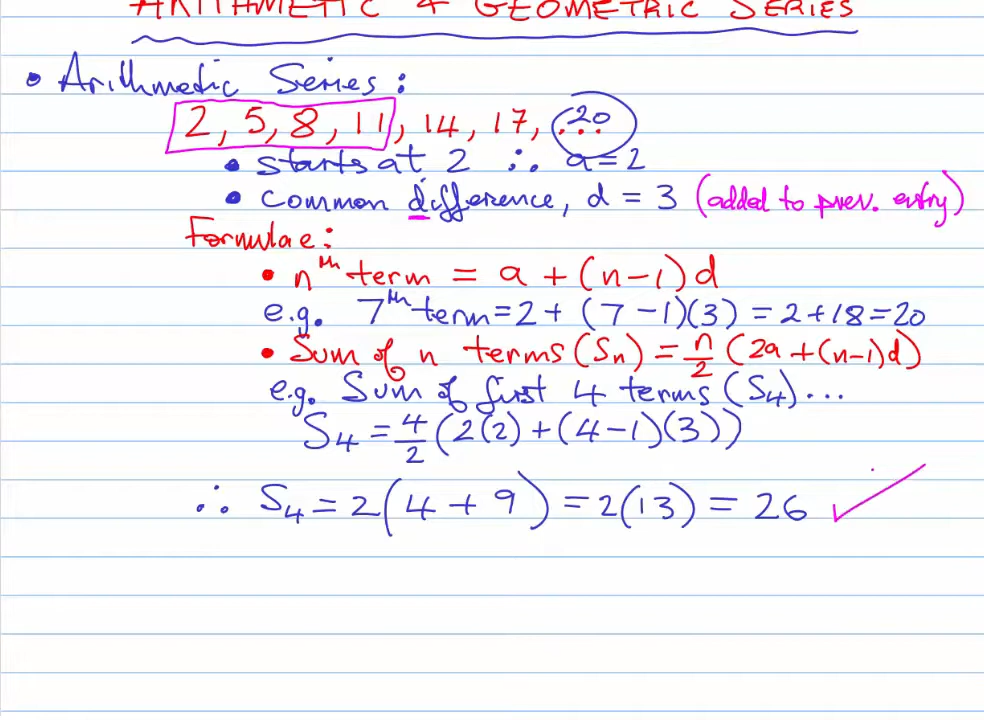 ARITHMETIC & GEOMETRIC SERIES
• Arithmetic Series:
2, 5, 8, 11, 14, 17, ...20
• starts at 2 ∴ a = 2
• common difference, d = 3 (added to prev. entry)
Formulae:
• nᵗʰ term = a + (n-1)d
e.g. 7ᵗʰ term = 2 + (7-1)(3) = 2+18=20
• Sum of n terms (Sn) = n/2 (2a+(n-1)d)
e.g. Sum of first 4 terms (S₄)...
S₄ = 4/2 (2(2) + (4-1)(3))
∴ S₄ = 2(4+9) = 2(13) = 26 ✓